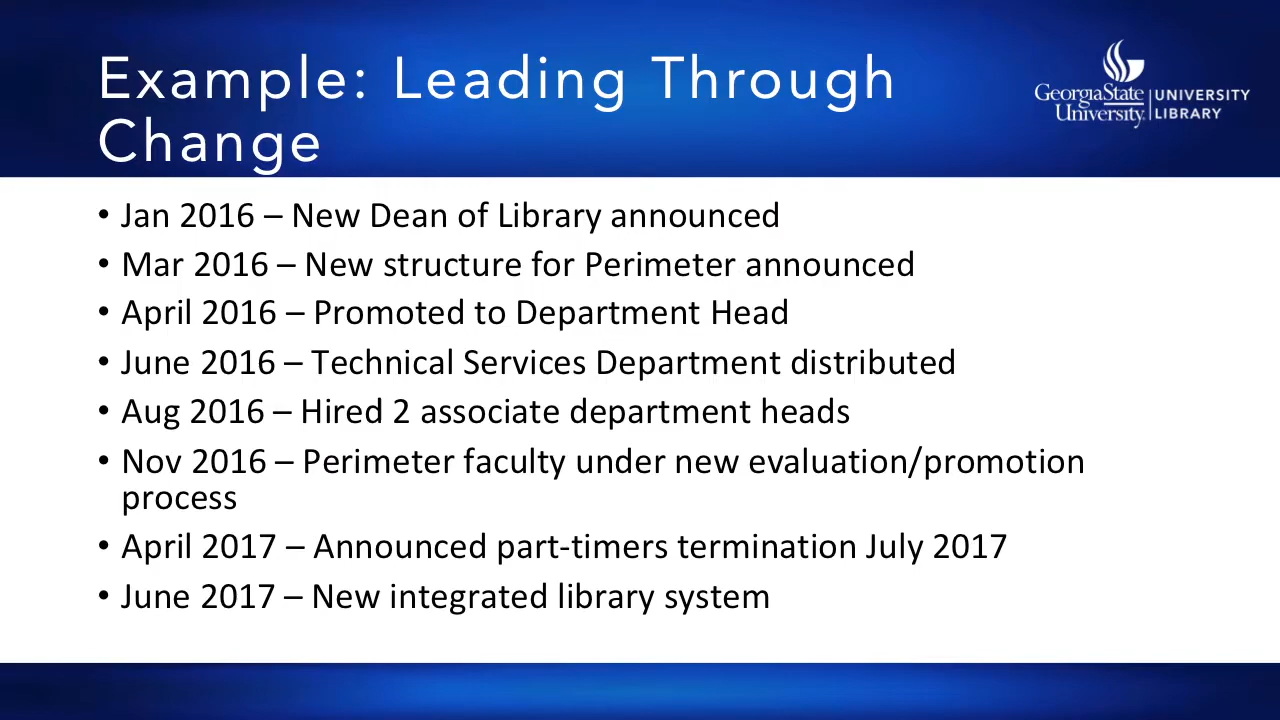 Example: Leading Through
Change
GeorgiaState
University
UNIVERSITY
LIBRARY
• Jan 2016 – New Dean of Library announced
• Mar 2016 – New structure for Perimeter announced
• April 2016 – Promoted to Department Head
• June 2016 – Technical Services Department distributed
• Aug 2016 – Hired 2 associate department heads
• Nov 2016 – Perimeter faculty under new evaluation/promotion
process
• April 2017 – Announced part-timers termination July 2017
• June 2017 – New integrated library system